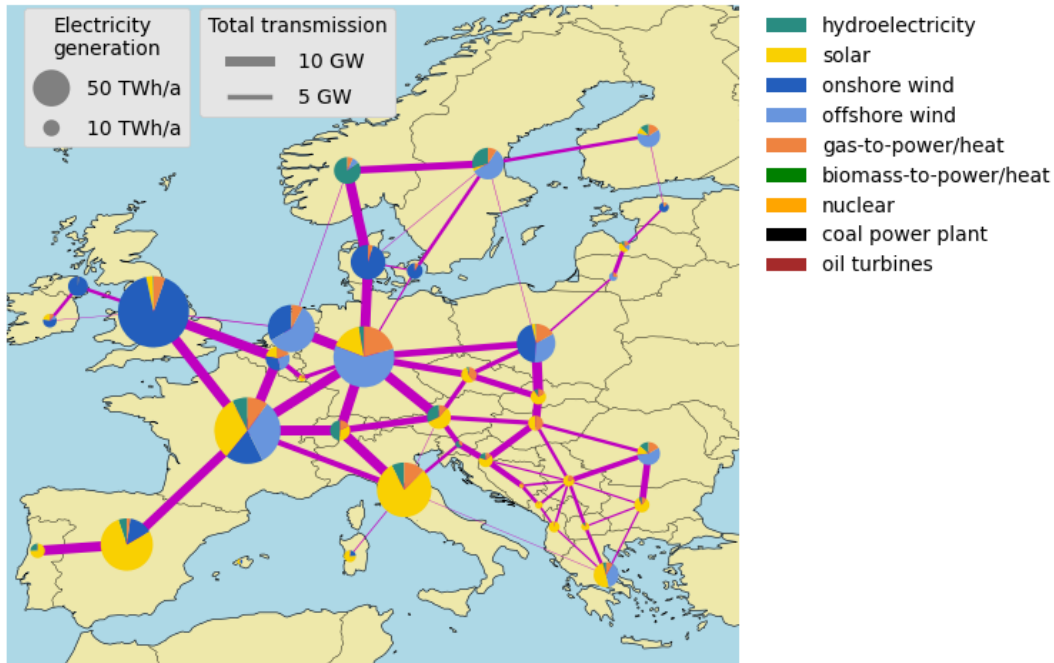 Electricity
generation
50 TWh/a
10 TWh/a
Total transmission
10 GW
5 GW
hydroelectricity
solar
onshore wind
offshore wind
gas-to-power/heat
biomass-to-power/heat
nuclear
coal power plant
oil turbines